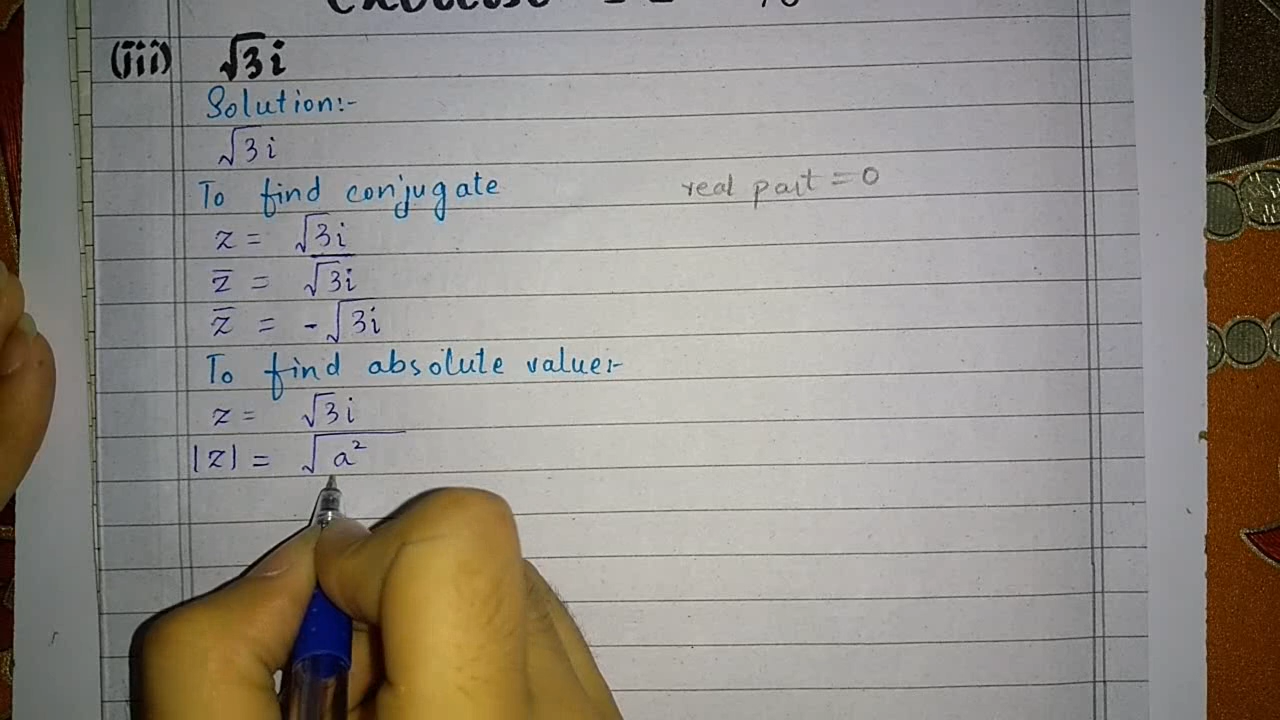 (iii) √3i
Solution:-
√3i
To find conjugate real part = 0
z = √3i
z̅ = \overline{√3i}
z̅ = -√3i
To find absolute value:-
z = √3i
|z| = √a²